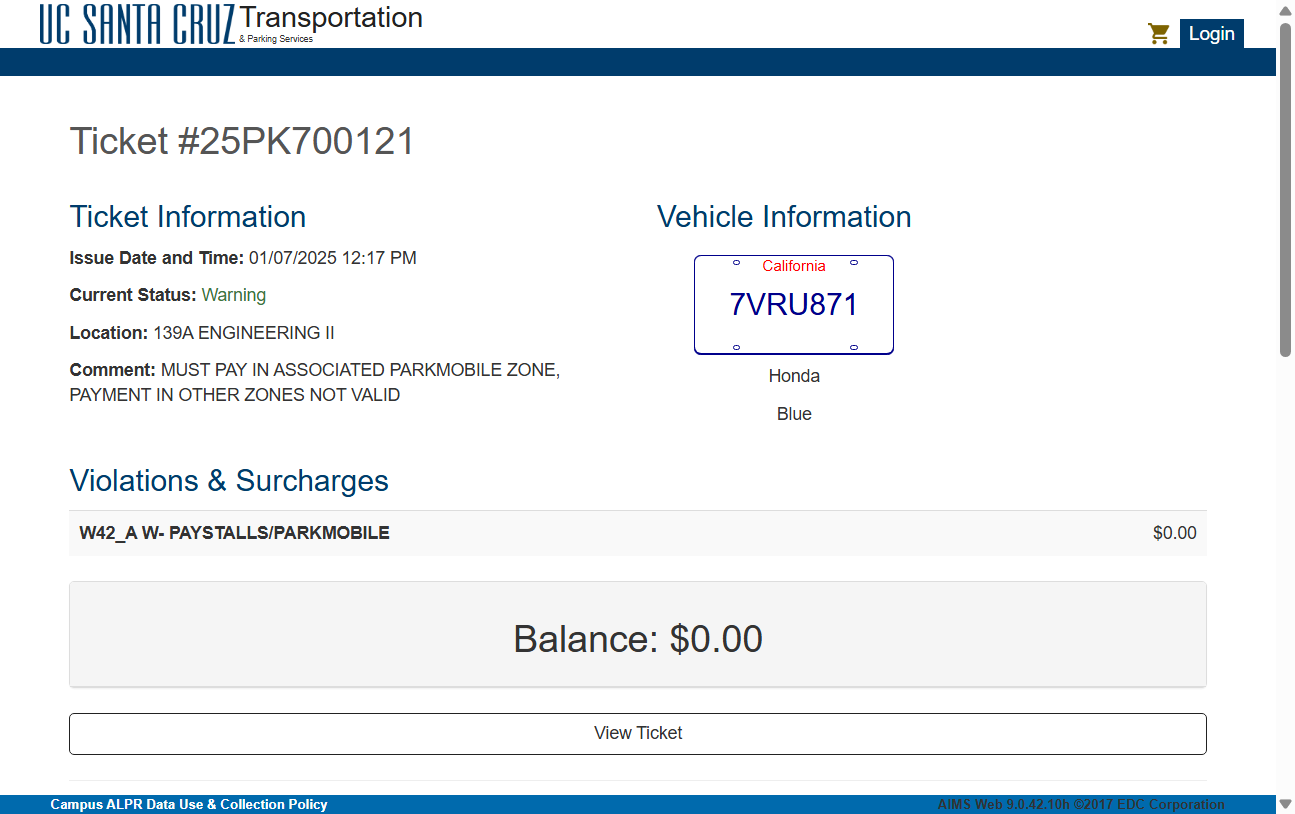 UC SANTA CRUZ Transportation
& Parking Services
Login
Ticket #25PK700121
Ticket Information
Issue Date and Time: 01/07/2025 12:17 PM
Current Status: Warning
Location: 139A ENGINEERING II
Comment: MUST PAY IN ASSOCIATED PARKMOBILE ZONE,
PAYMENT IN OTHER ZONES NOT VALID
Vehicle Information
California
7VRU871
Honda
Blue
Violations & Surcharges
W42_A W- PAYSTALLS/PARKMOBILE $0.00
Balance: $0.00
View Ticket
Campus ALPR Data Use & Collection Policy AIMS Web 9.0.42.10h ©2017 EDC Corporation